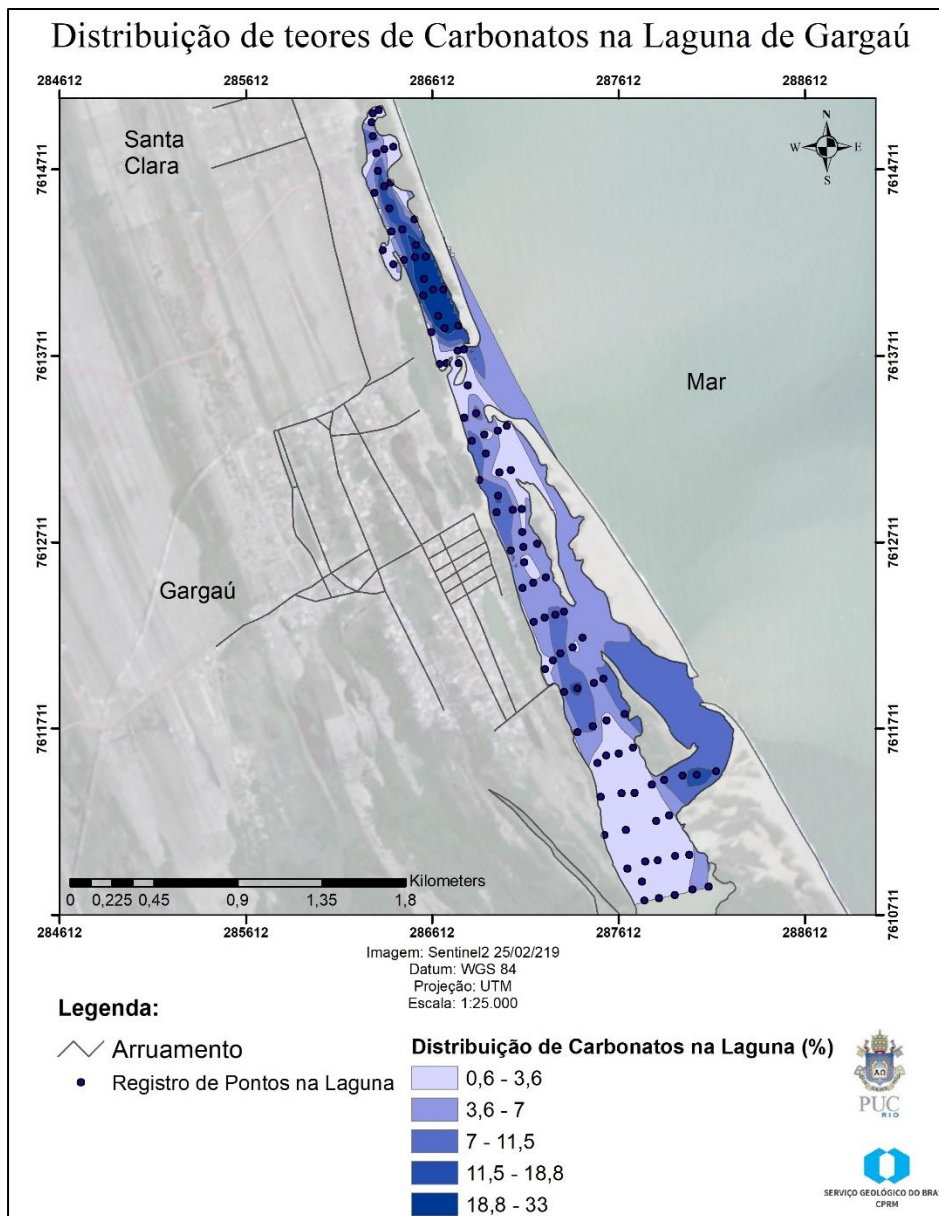 Distribuição de teores de Carbonatos na Laguna de Gargaú
284612 285612 286612 287612 288612
Santa
Clara
N
W E
S
7614711 7614711
7613711 7613711
Mar
7612711 7612711
Gargaú
7611711 7611711
Kilometers
0 0,225 0,45 0,9 1,35 1,8
7610711
284612 285612 286612 287612 288612
Imagem: Sentinel2 25/02/219
Datum: WGS 84
Projeção: UTM
Escala: 1:25.000
Legenda:
Arruamento
Registro de Pontos na Laguna
Distribuição de Carbonatos na Laguna (%)
0,6 - 3,6
3,6 - 7
7 - 11,5
11,5 - 18,8
18,8 - 33
ΑΩ
PUC
RIO
SERVIÇO GEOLÓGICO DO BRAS
CPRM